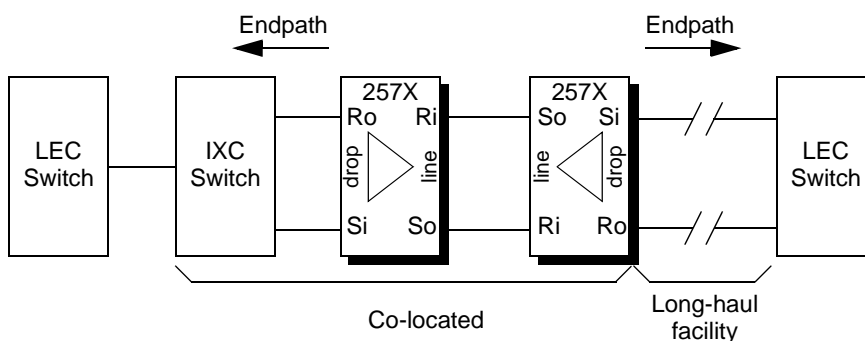 Endpath
Endpath
LEC
Switch
IXC
Switch
257X
Ro Ri
drop
line
Si So
257X
So Si
line
drop
Ri Ro
LEC
Switch
Co-located
Long-haul
facility